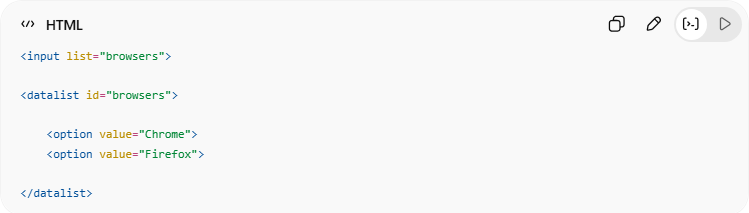 HTML
<input list="browsers">
<datalist id="browsers">
<option value="Chrome">
<option value="Firefox">
</datalist>